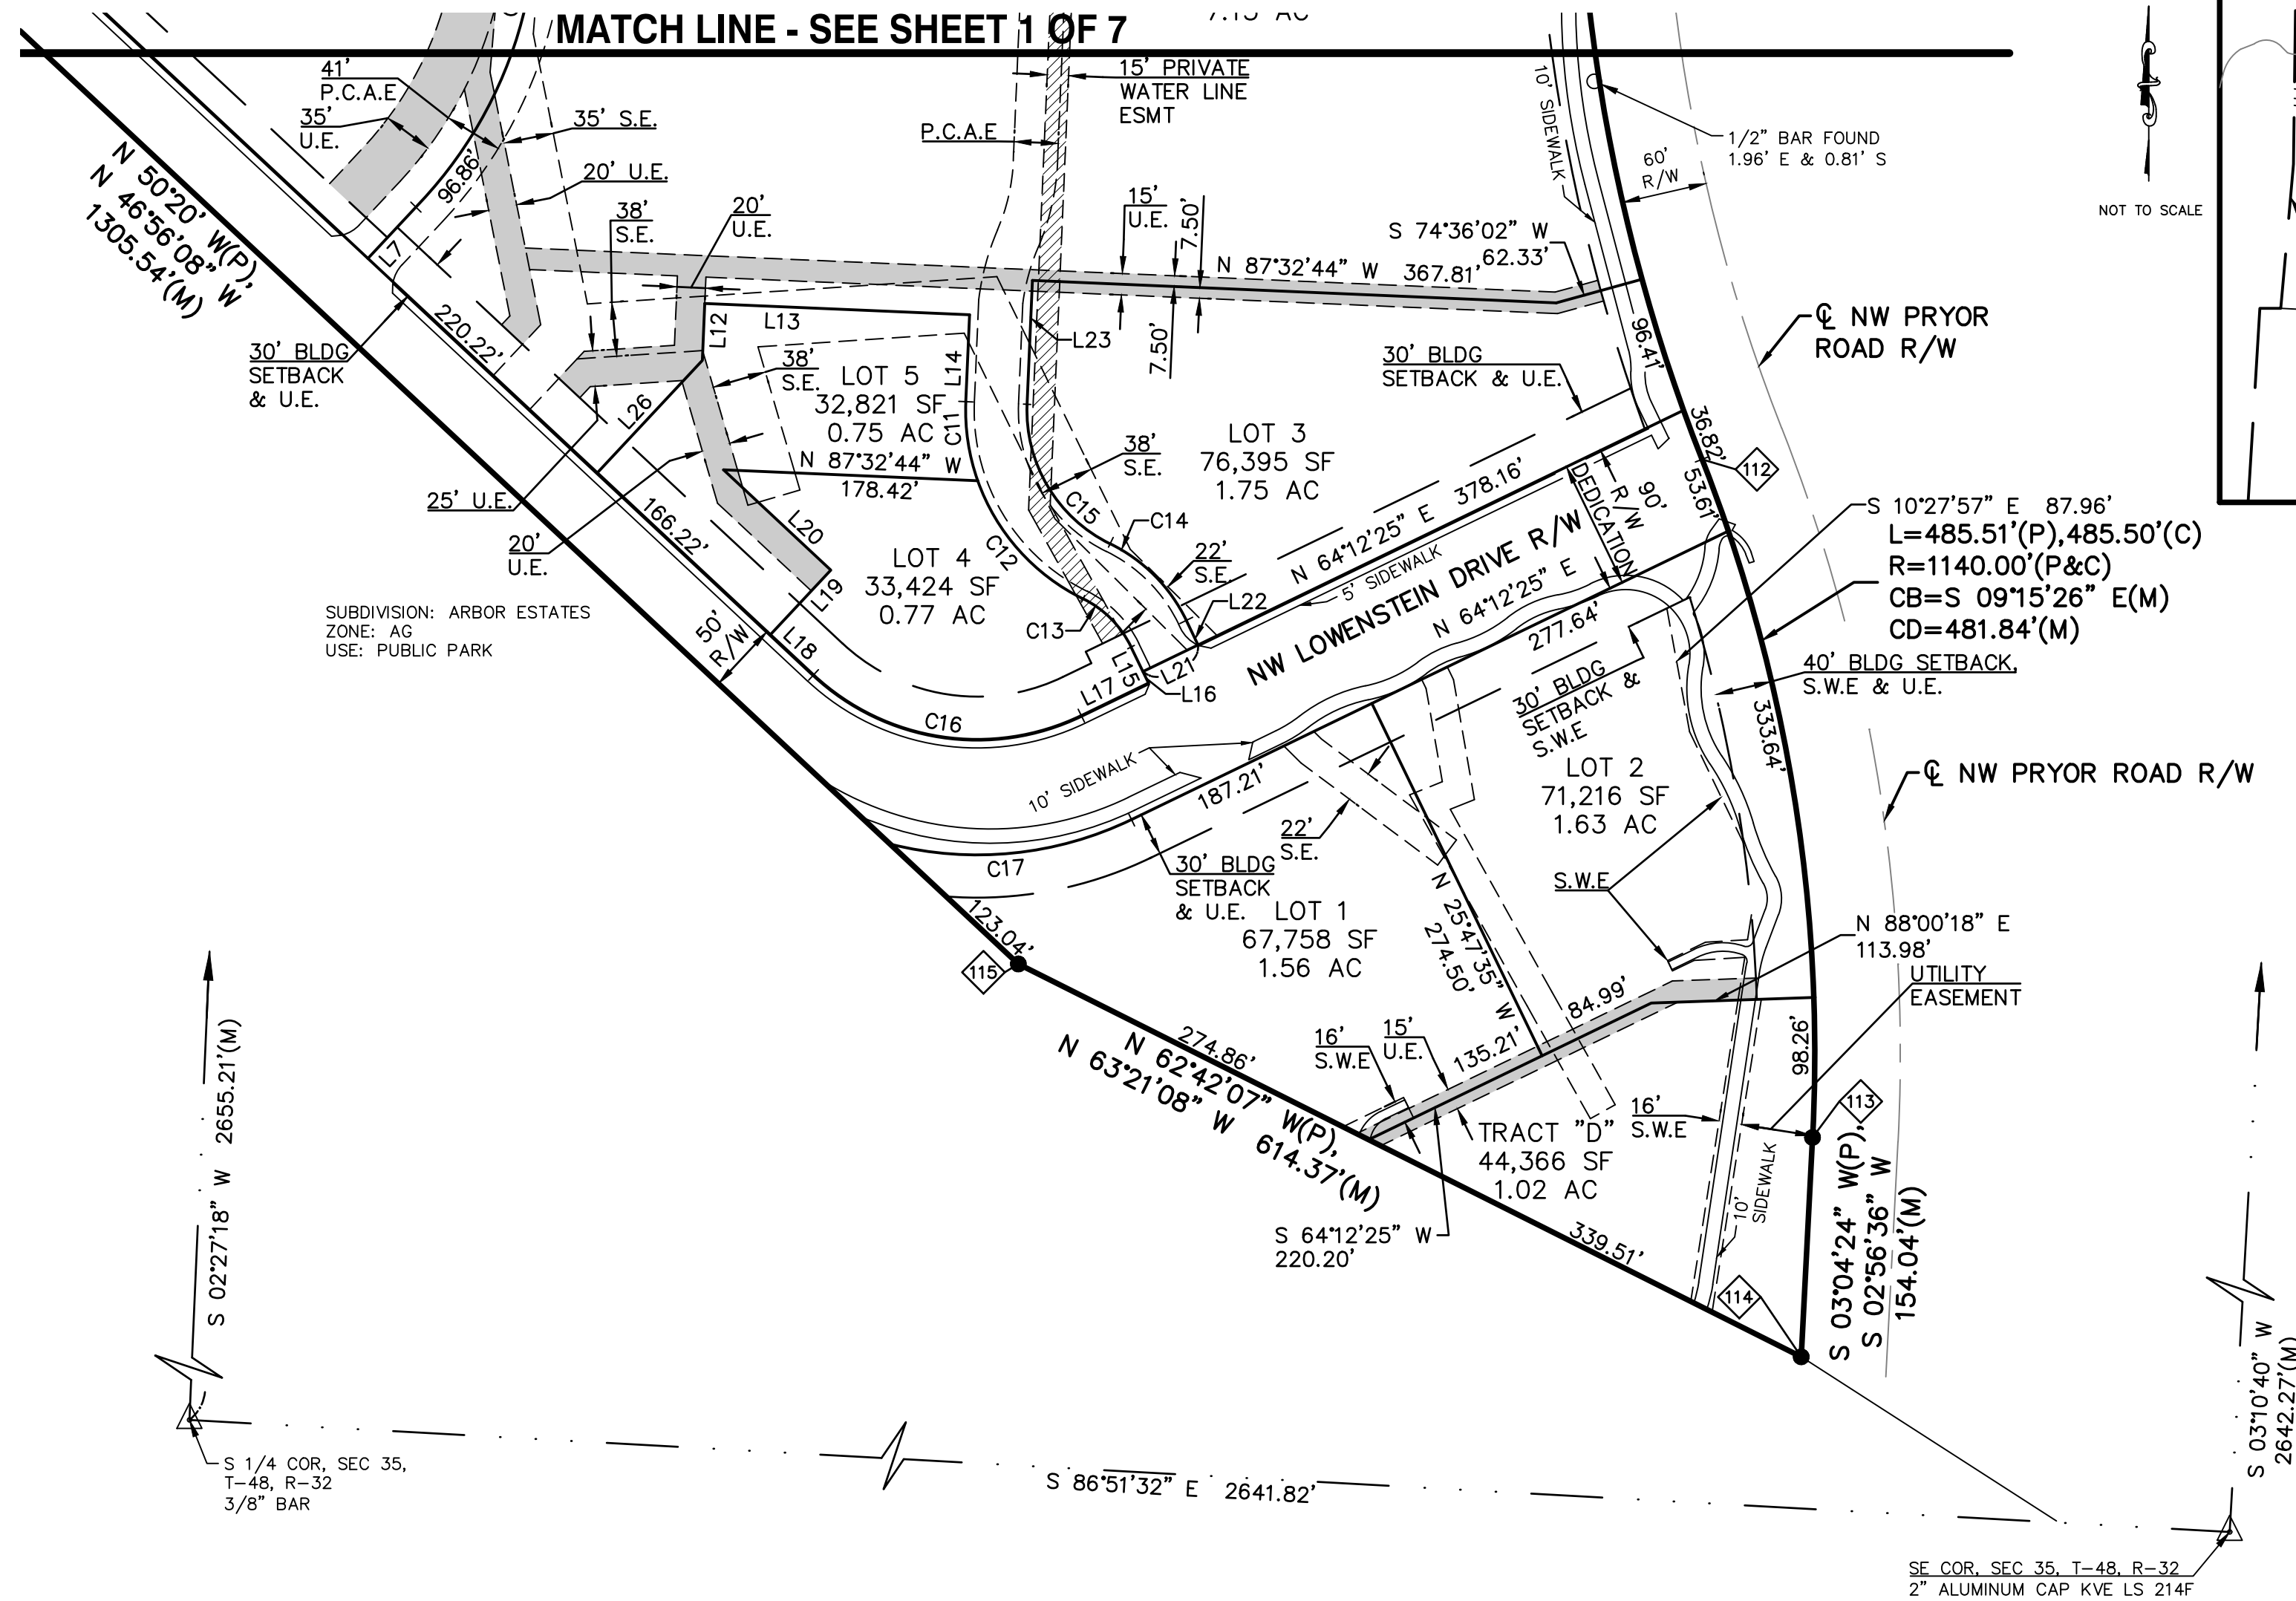 7.15 AC
MATCH LINE - SEE SHEET 1 OF 7
41'
P.C.A.E
35'
U.E.
96.86'
35' S.E.
20' U.E.
38'
S.E.
20'
U.E.
P.C.A.E
15' PRIVATE
WATER LINE
ESMT
10' SIDEWALK
1/2" BAR FOUND
1.96' E & 0.81' S
60'
R/W
NOT TO SCALE
N 50°20' W(P),
N 46°56'08" W
1305.54'(M)
L7
220.22'
30' BLDG
SETBACK
& U.E.
15'
U.E.
7.50'
7.50'
S 74°36'02" W
62.33'
N 87°32'44" W 367.81'
L12
L13
L14
L23
C11
38'
S.E.
LOT 5
32,821 SF
0.75 AC
N 87°32'44" W
178.42'
30' BLDG
SETBACK & U.E.
96.41'
℄ NW PRYOR
ROAD R/W
L26
25' U.E.
20'
U.E.
166.22'
L20
L19
L18
50'
R/W
LOT 3
76,395 SF
1.75 AC
38'
S.E.
C15
C14
C12
22'
S.E.
L22
C13
LOT 4
33,424 SF
0.77 AC
N 64°12'25" E 378.16'
5' SIDEWALK
90'
R/W
DEDICATION
36.82'
112
53.61'
S 10°27'57" E 87.96'
L=485.51'(P),485.50'(C)
R=1140.00'(P&C)
CB=S 09°15'26" E(M)
CD=481.84'(M)
SUBDIVISION: ARBOR ESTATES
ZONE: AG
USE: PUBLIC PARK
NW LOWENSTEIN DRIVE R/W
N 64°12'25" E
277.64'
L15
L21
L17
L16
C16
30' BLDG
SETBACK &
S.W.E
40' BLDG SETBACK,
S.W.E & U.E.
333.64'
℄ NW PRYOR ROAD R/W
10' SIDEWALK
187.21'
LOT 2
71,216 SF
1.63 AC
22'
S.E.
C17
30' BLDG
SETBACK
& U.E.
LOT 1
67,758 SF
1.56 AC
S.W.E
N 25°47'35" W
274.50'
N 88°00'18" E
113.98'
UTILITY
EASEMENT
123.04'
115
84.99'
98.26'
274.86'
N 62°42'07" W(P),
N 63°21'08" W 614.37'(M)
16'
S.W.E
15'
U.E.
135.21'
16'
S.W.E
113
TRACT "D"
44,366 SF
1.02 AC
10'
SIDEWALK
S 64°12'25" W
220.20'
339.51'
114
S 03°04'24" W(P),
S 02°56'36" W
154.04'(M)
S 02°27'18" W 2655.21'(M)
S 03°10'40" W
2642.27'(M)
S 1/4 COR, SEC 35,
T-48, R-32
3/8" BAR
S 86°51'32" E 2641.82'
SE COR, SEC 35, T-48, R-32
2" ALUMINUM CAP KVE LS 214F